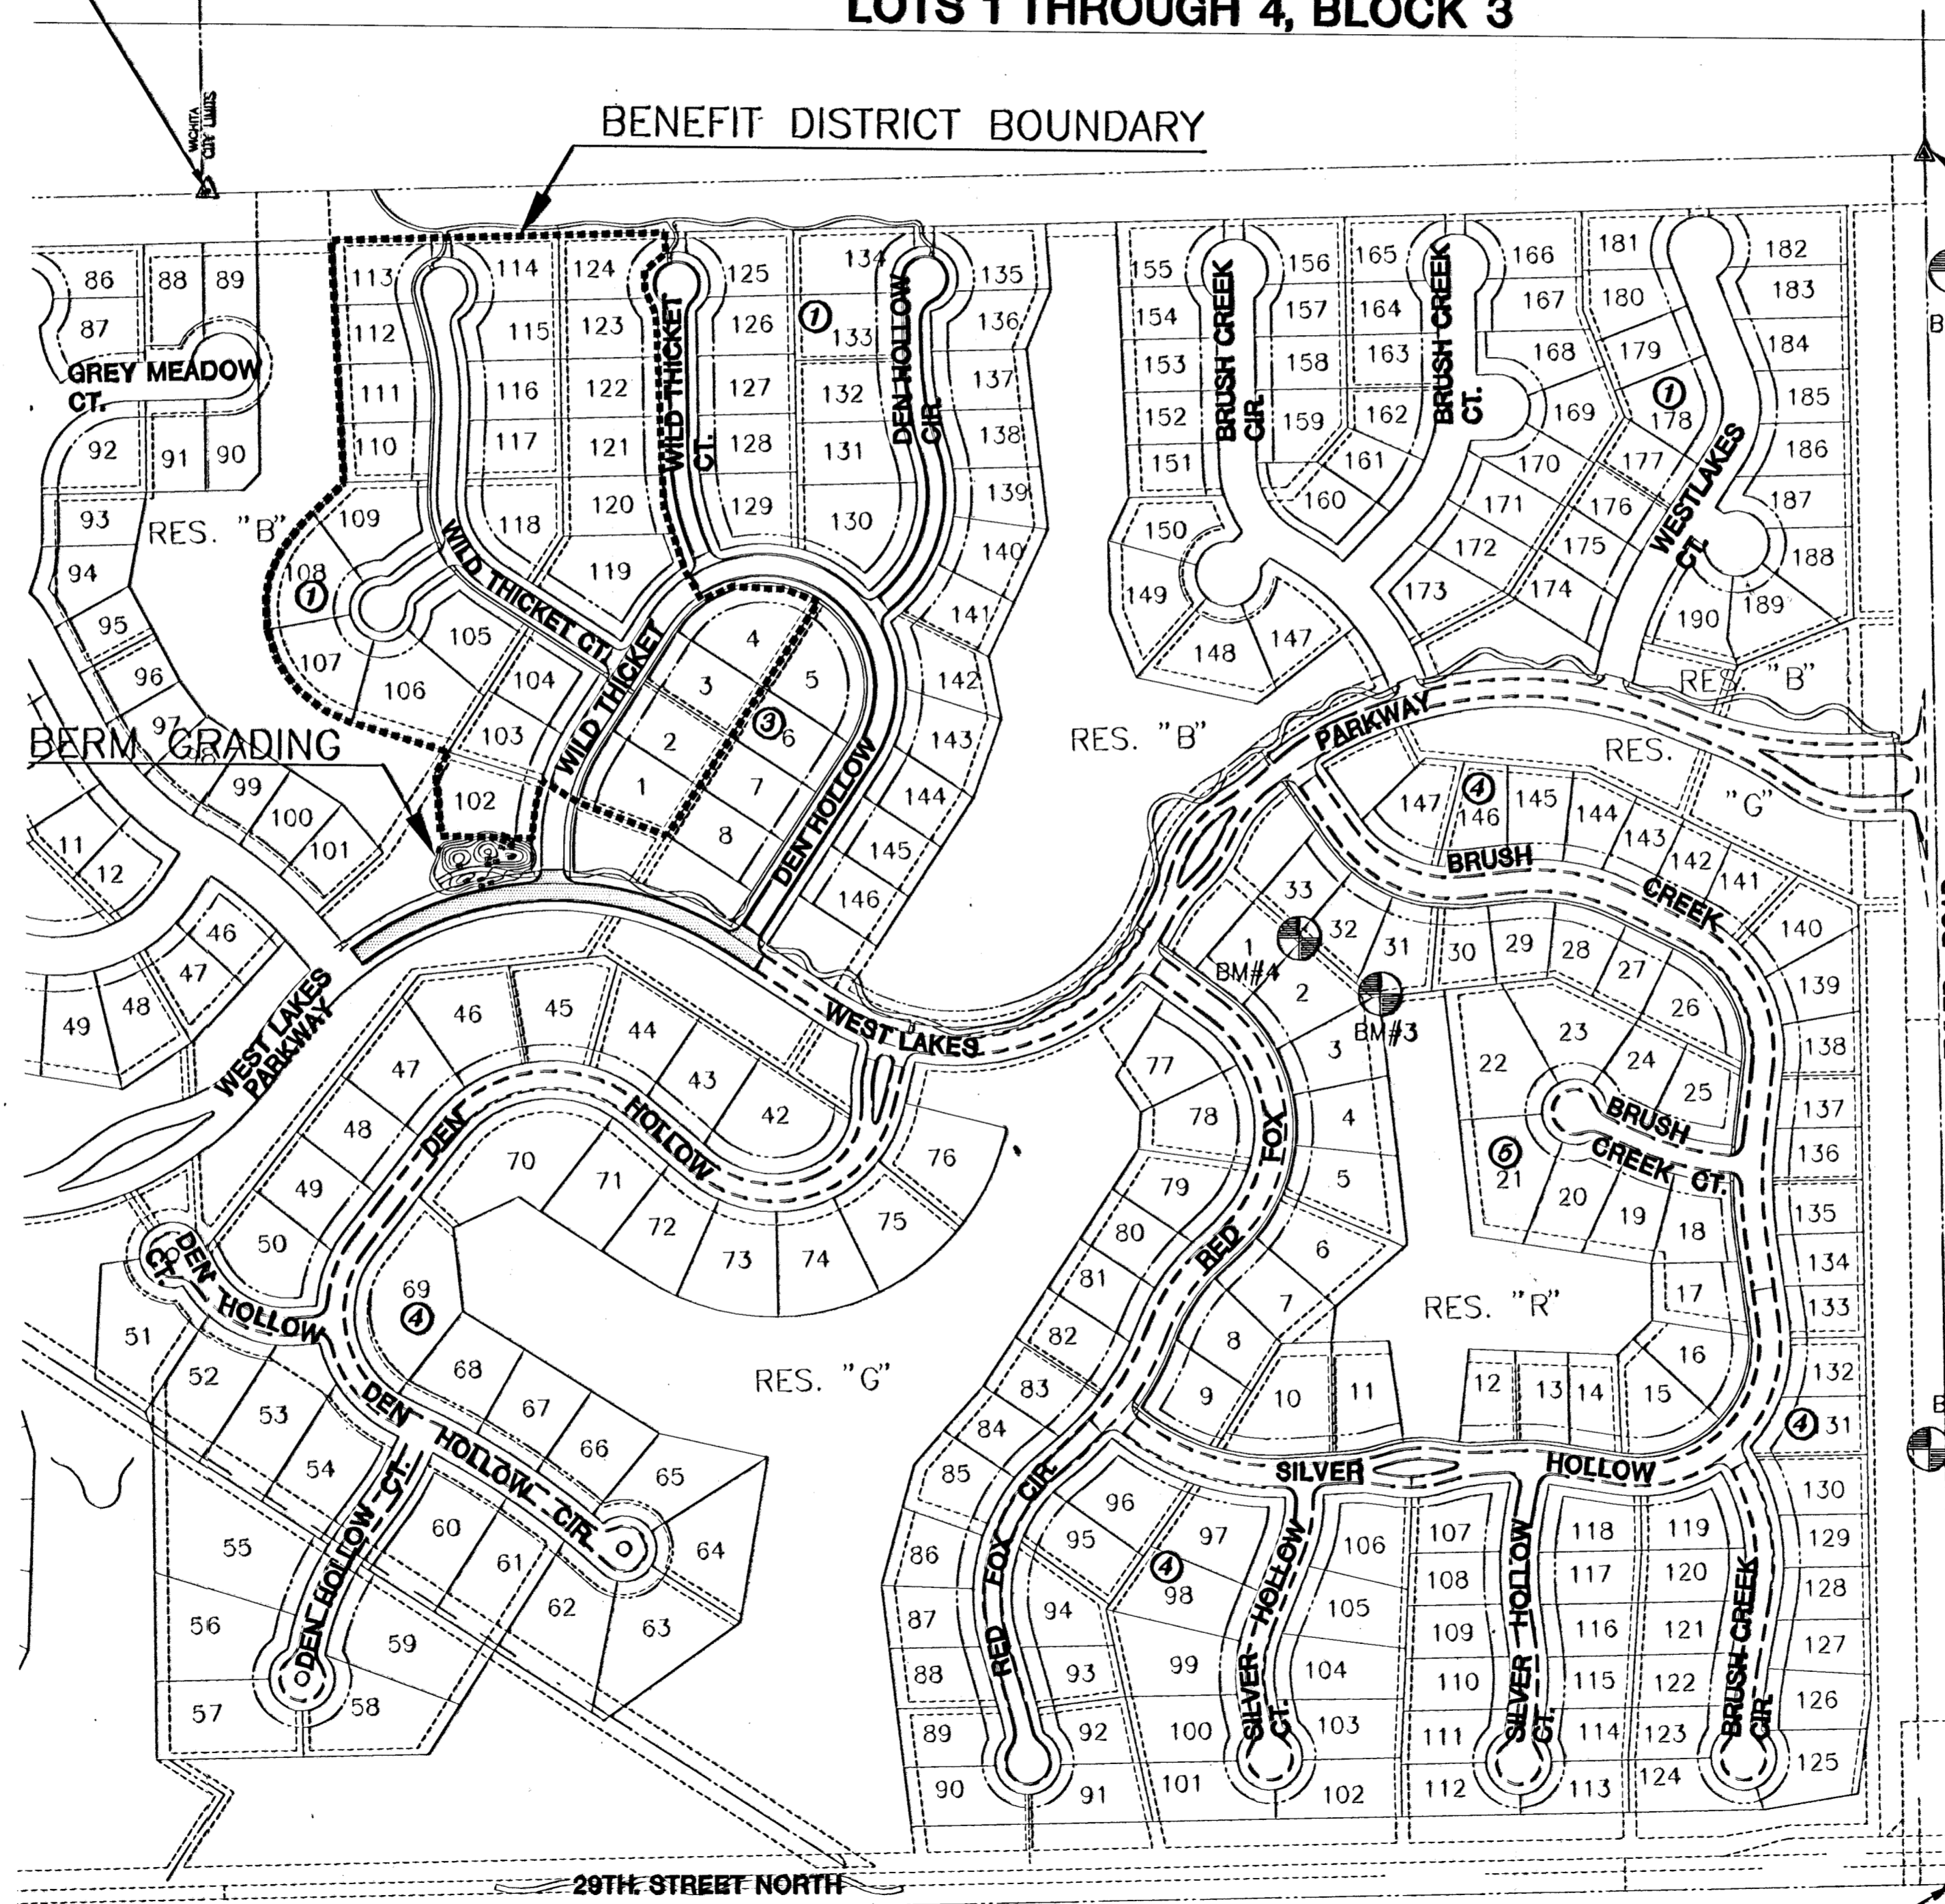 LOTS 1 THROUGH 4, BLOCK 3
WICHITA
CITY LIMITS
BENEFIT DISTRICT BOUNDARY
86 88 89
87
GREY MEADOW
CT.
92 91 90
93
94
95
96
97
99
100
101
RES. "B"
113 114 124 125 134 135
112 115 123 126 133 136
111 116 122 127 132 137
110 117 121 128 131 138
109 118 120 129 130 139
108 119 140
107 106 105 104 103 102 141
142
143
144
145
146
1
1
WILD THICKET CT.
WILD THICKET
CT.
WILD THICKET
DEN HOLLOW
CIR.
DEN HOLLOW
4
3 5
2 6
1 7
8
3
BERM GRADING
155 156 165 166 181 182
154 157 164 167 180 183
153 158 163 168 179 184
152 159 162 169 178 185
151 161 170 177 186
150 160 171 176 187
172 175 188
149 173 174 189
148 147 190
1
BRUSH CREEK
CIR.
BRUSH CREEK
CT.
WESTLAKES
CT.
RES. "B"
RES. "B"
PARKWAY
RES.
"G"
11
12
46
47
48
49
WEST LAKES
PARKWAY
WEST LAKES
147 146 145 144 143 142 141 140
4
139
138
137
136
135
134
133
132
131
4
130
129
128
127
126
125
BRUSH
CREEK
33 32 31 30 29 28 27 26
1
BM#4
2
BM#3
3
4
5
6
7
8
9
10 11 12 13 14 15
16
17
18
19
20
21
22
23
24
25
5
BRUSH
CREEK CT.
RES. "R"
46 45 44 43 42
47
48
49
50
DEN
HOLLOW
70 71 72 73 74 75 76
69
4
DEN
CT.
HOLLOW
51
52
53
54
55
56
57
58
59
60
61
62
63
64
65
66
67
68
DEN
HOLLOW CIR.
DEN HOLLOW CT.
RES. "G"
77
78
79
80
81
82
83
84
85
86
87
88
89
90
91
92
93
94
95
96
FOX
RED
CIR.
FOX
RED
SILVER HOLLOW
97
98
99
100
101
102
103
104
105
106
4
SILVER HOLLOW
CT.
107
108
109
110
111
112
113
114
115
116
117
118
SILVER HOLLOW
CT.
119
120
121
122
123
124
BRUSH CREEK
CIR.
29TH. STREET NORTH